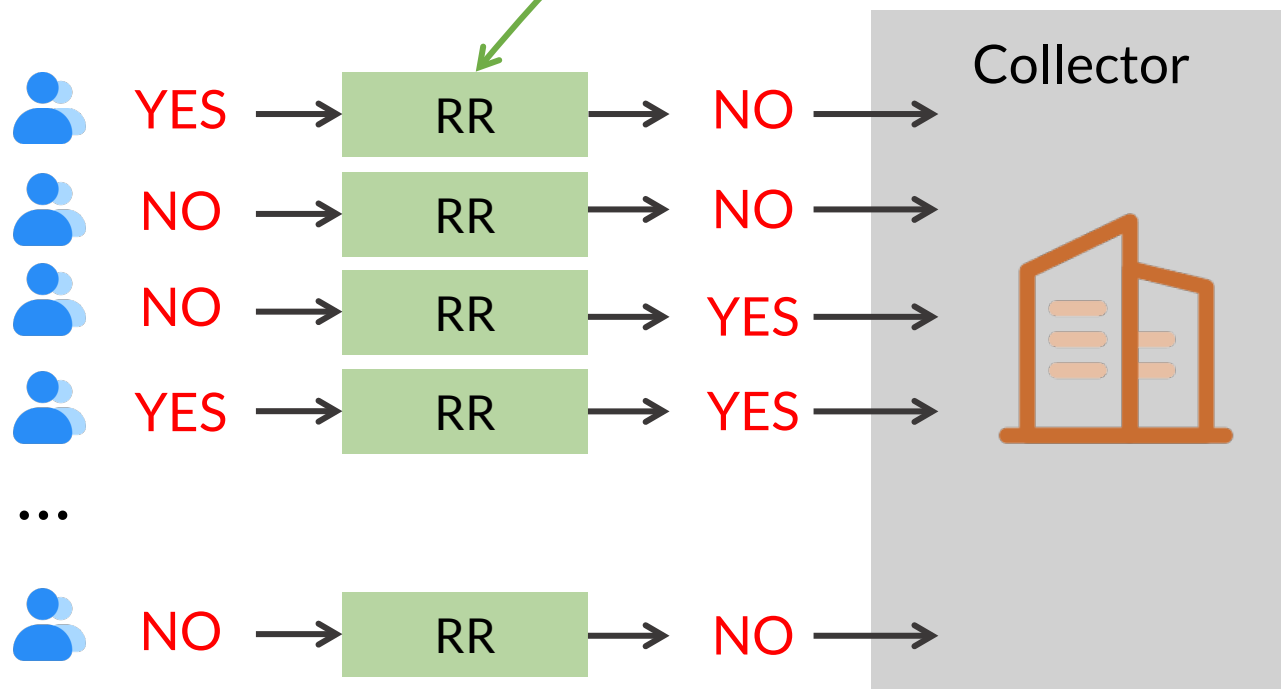 Collector
YES RR NO
NO RR NO
NO RR YES
YES RR YES
...
NO RR NO